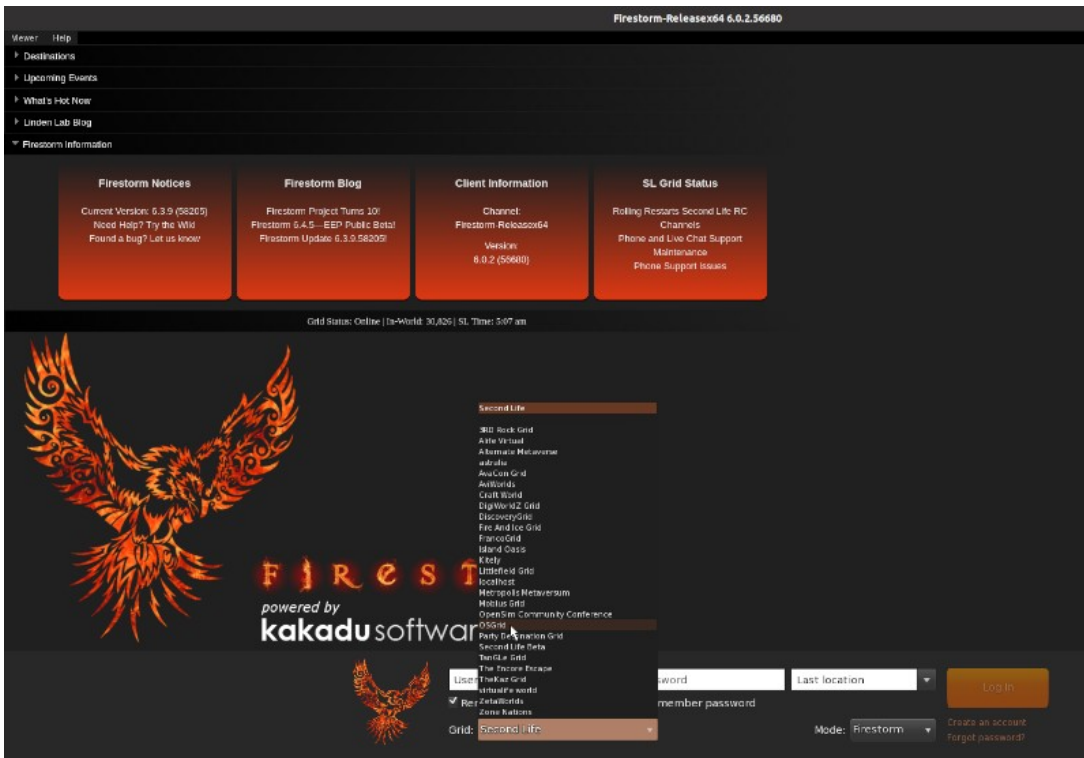 Firestorm-Releasex64 6.0.2.56680
Viewer Help
Destinations
Upcoming Events
What's Hot Now
Linden Lab Blog
Firestorm Information
Firestorm Notices
Current Version: 6.3.9 (58205)
Need Help? Try the Wiki
Found a bug? Let us know
Firestorm Blog
Firestorm Project Turns 10!
Firestorm 6.4.5—EEP Public Beta!
Firestorm Update 6.3.9.58205!
Client Information
Channel:
Firestorm-Releasex64
Version:
6.0.2 (56680)
SL Grid Status
Rolling Restarts Second Life RC
Channels
Phone and Live Chat Support
Maintenance
Phone Support Issues
Grid Status: Online | In-World: 30,826 | SL Time: 5:07 am
FIREST
powered by
kakadu softwar
Second Life
3RD Rock Grid
Alife Virtual
Alternate Metaverse
astralia
AvaCon Grid
AviWorlds
Craft World
DigiWorldZ Grid
DiscoveryGrid
Fire And Ice Grid
FrancoGrid
Island Oasis
Kitely
Littlefield Grid
localhost
Metropolis Metaversum
Mobius Grid
OpenSim Community Conference
OSGrid
Party Destination Grid
Second Life Beta
TanGLe Grid
The Encore Escape
TheKaz Grid
virtualife world
ZetaWorlds
Zone Nations
User
sword
Last location
Log In
Rer
member password
Create an account
Grid: Second Life
Mode: Firestorm
Forgot password?